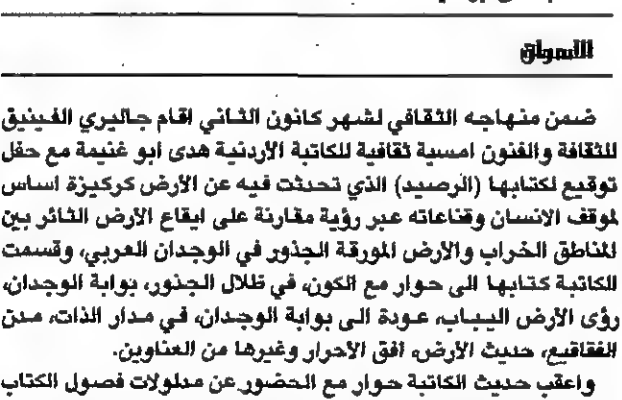 الأسواق
ضمن منهاجه الثقافي لشهر كانون الثاني اقام جاليري الفينيق
للثقافة والفنون امسية ثقافية للكاتبة الأردنية هدى ابو غنيمة مع حفل
توقيع لكتابها (الرصيد) الذي تحدثت فيه عن الأرض كركيزة اساس
لموقف الانسان وقناعاته عبر رؤية مقارنة على ايقاع الارض الثائر بين
المناطق الخراب والارض المورقة الجذور في الوجدان العربي، وقسمت
الكاتبة كتابها الى حوار مع الكون، في ظلال الجذور، بوابة الوجدان،
رؤى الارض اليباب، عودة الى بوابة الوجدان، في مدار الذات، مدن
الفقاقيع، حديث الارض، افق الاحرار وغيرها من العناوين.
واعقب حديث الكاتبة حوار مع الحضور عن مدلولات فصول الكتاب